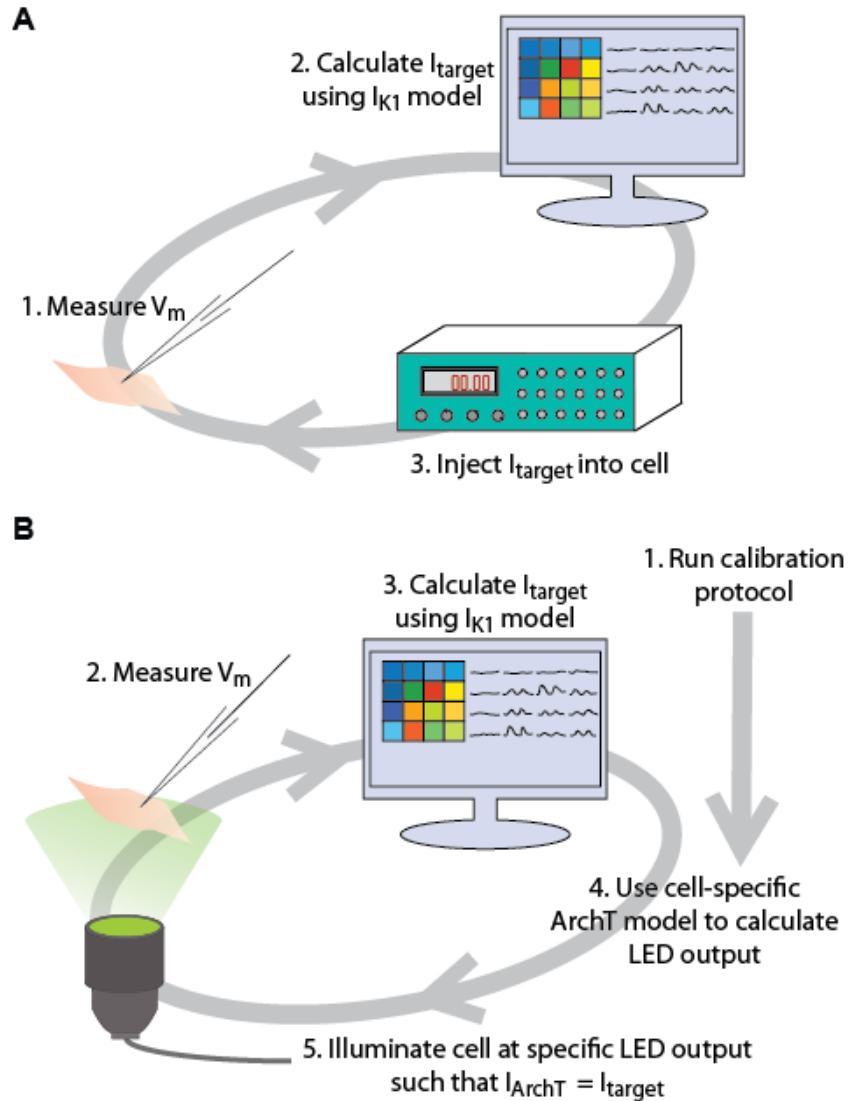 A
2. Calculate Itarget
using IK1 model
1. Measure Vm
00.00
3. Inject Itarget into cell
B
1. Run calibration
protocol
3. Calculate Itarget
using IK1 model
2. Measure Vm
4. Use cell-specific
ArchT model to calculate
LED output
5. Illuminate cell at specific LED output
such that IArchT = Itarget